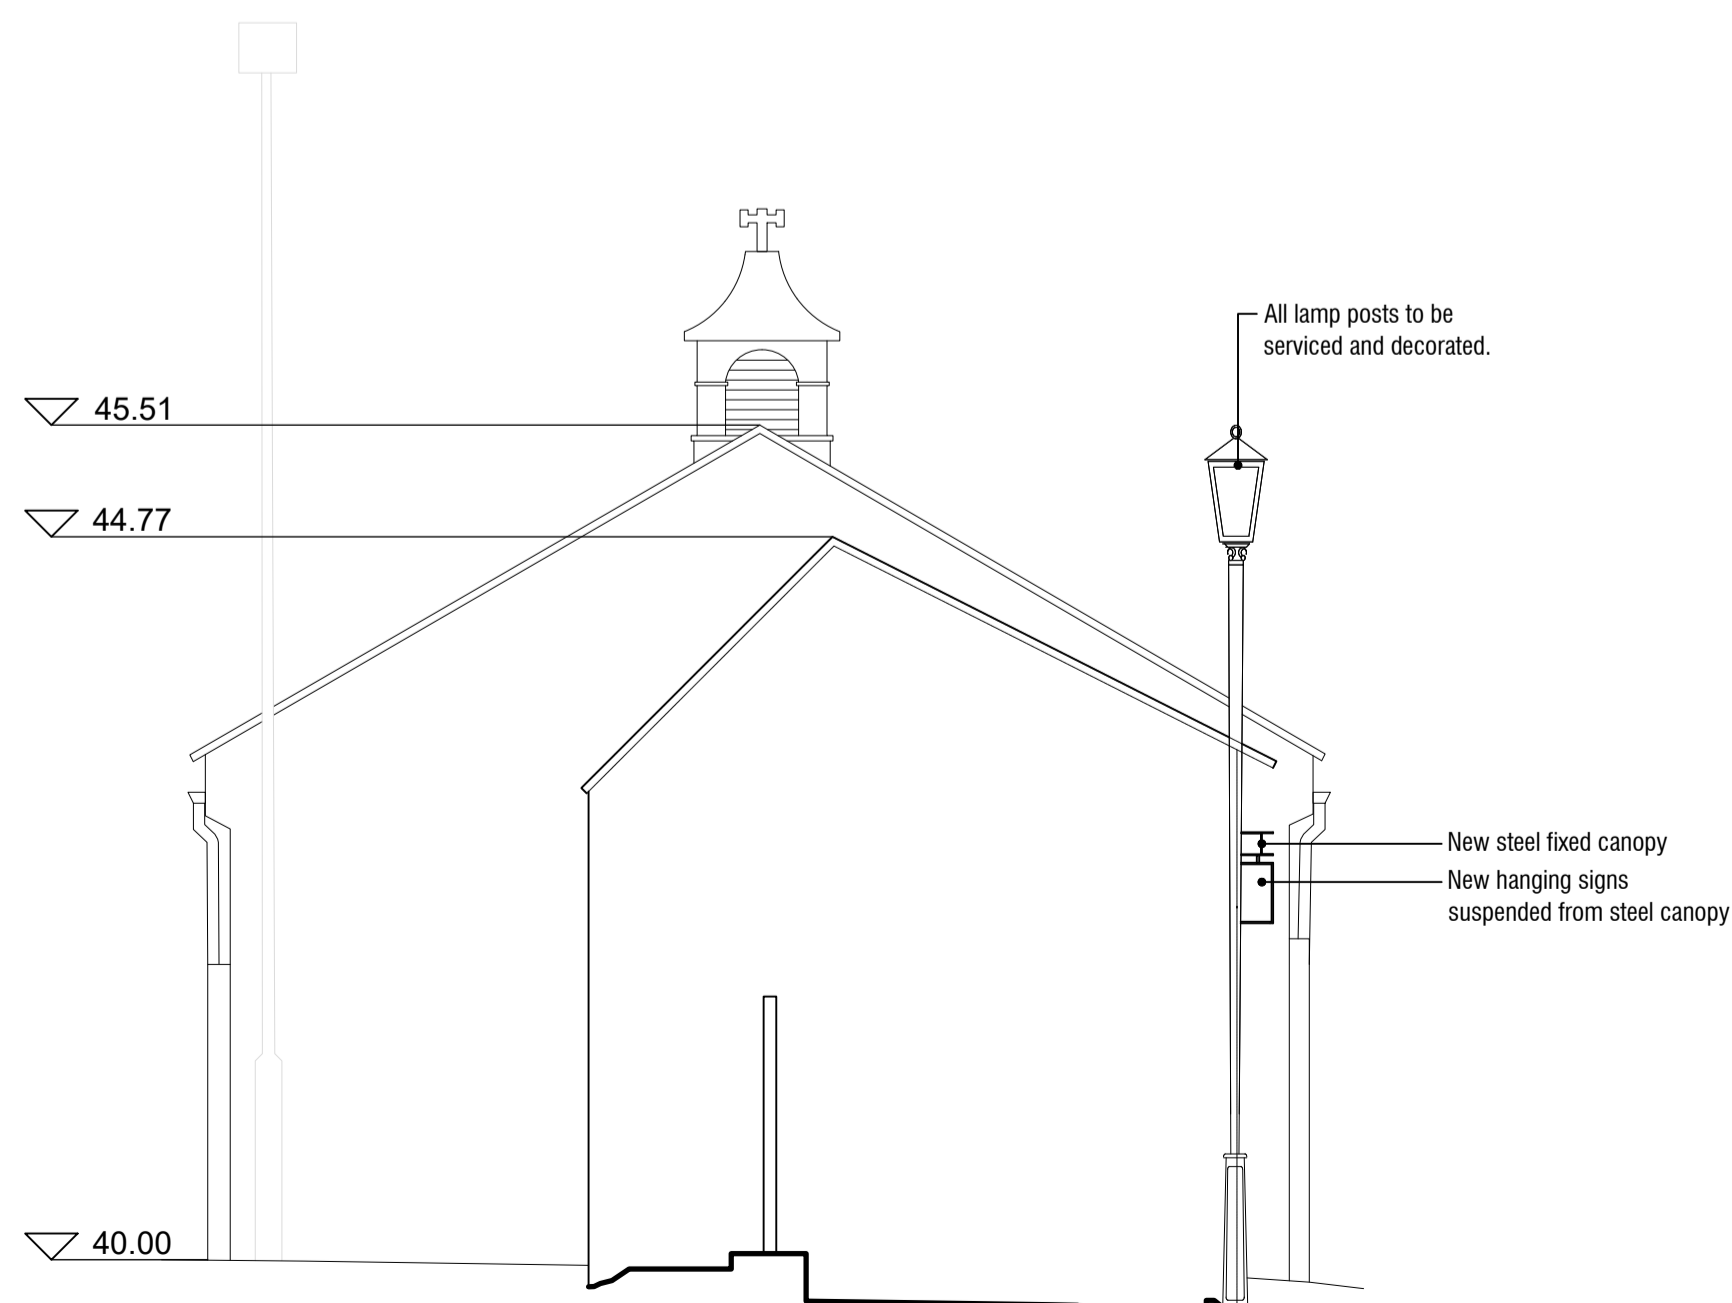 All lamp posts to be
serviced and decorated.
45.51
44.77
New steel fixed canopy
New hanging signs
suspended from steel canopy
40.00